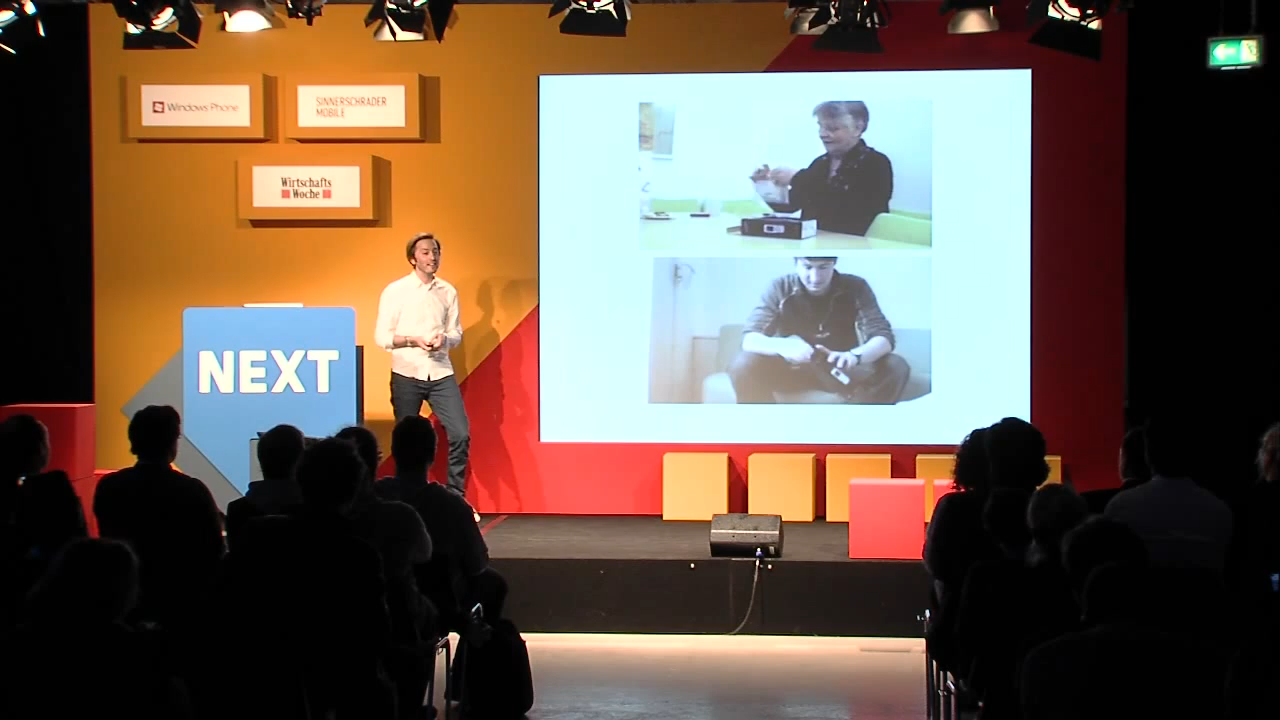 Windows Phone
SINNERSCHRADER
MOBILE
Wirtschafts
Woche
NEXT